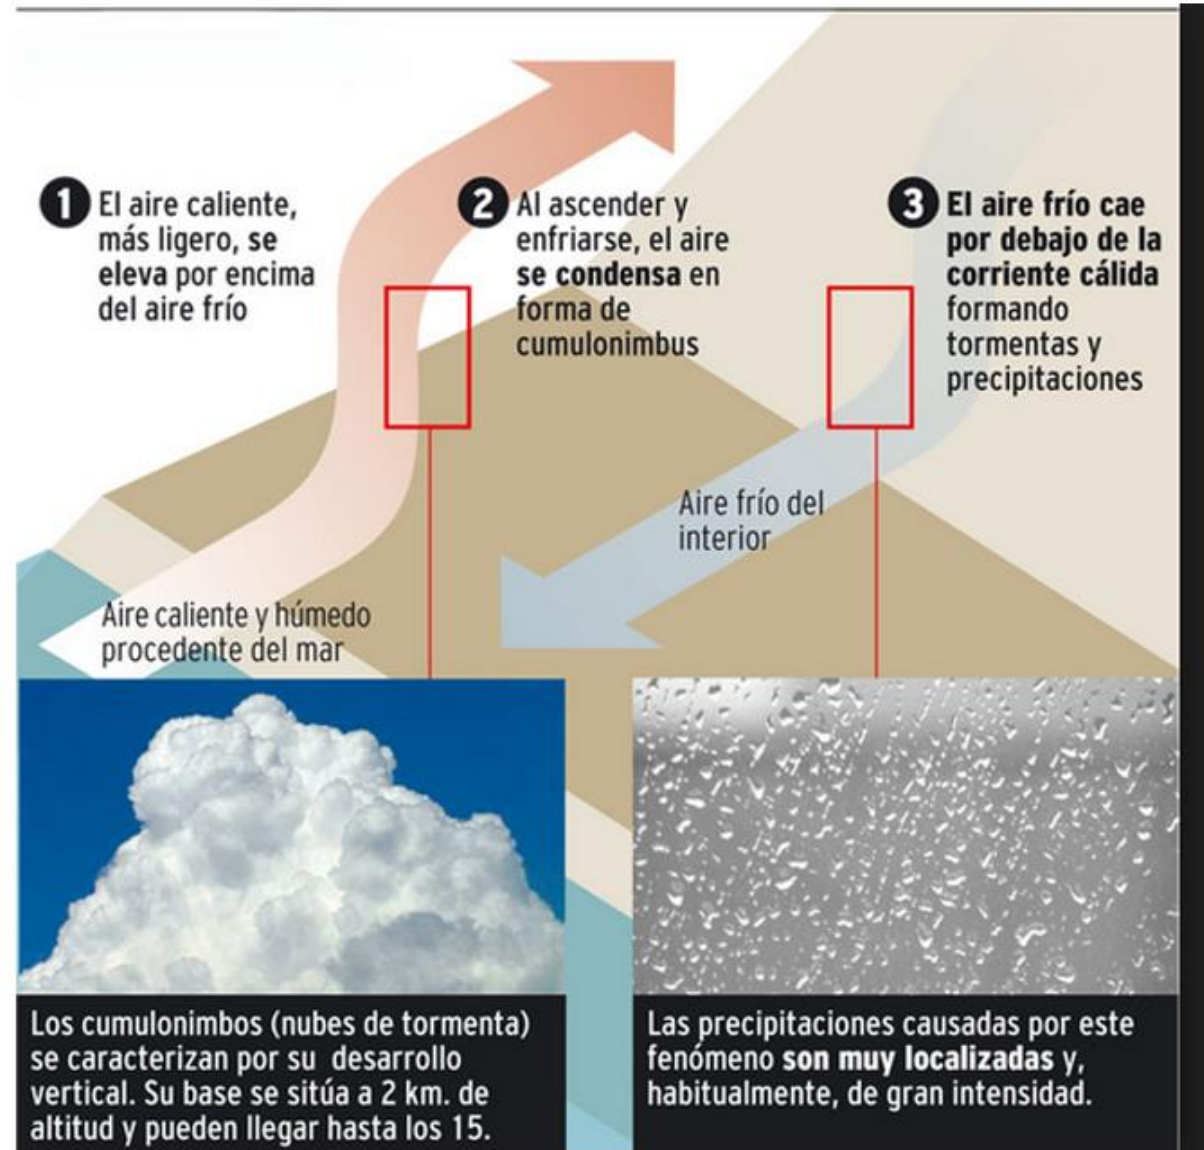 1
El aire caliente,
más ligero, se
eleva por encima
del aire frío
2
Al ascender y
enfriarse, el aire
se condensa en
forma de
cumulonimbus
3
El aire frío cae
por debajo de la
corriente cálida
formando
tormentas y
precipitaciones
Aire frío del
interior
Aire caliente y húmedo
procedente del mar
Los cumulonimbos (nubes de tormenta)
se caracterizan por su desarrollo
vertical. Su base se sitúa a 2 km. de
altitud y pueden llegar hasta los 15.
Las precipitaciones causadas por este
fenómeno son muy localizadas y,
habitualmente, de gran intensidad.